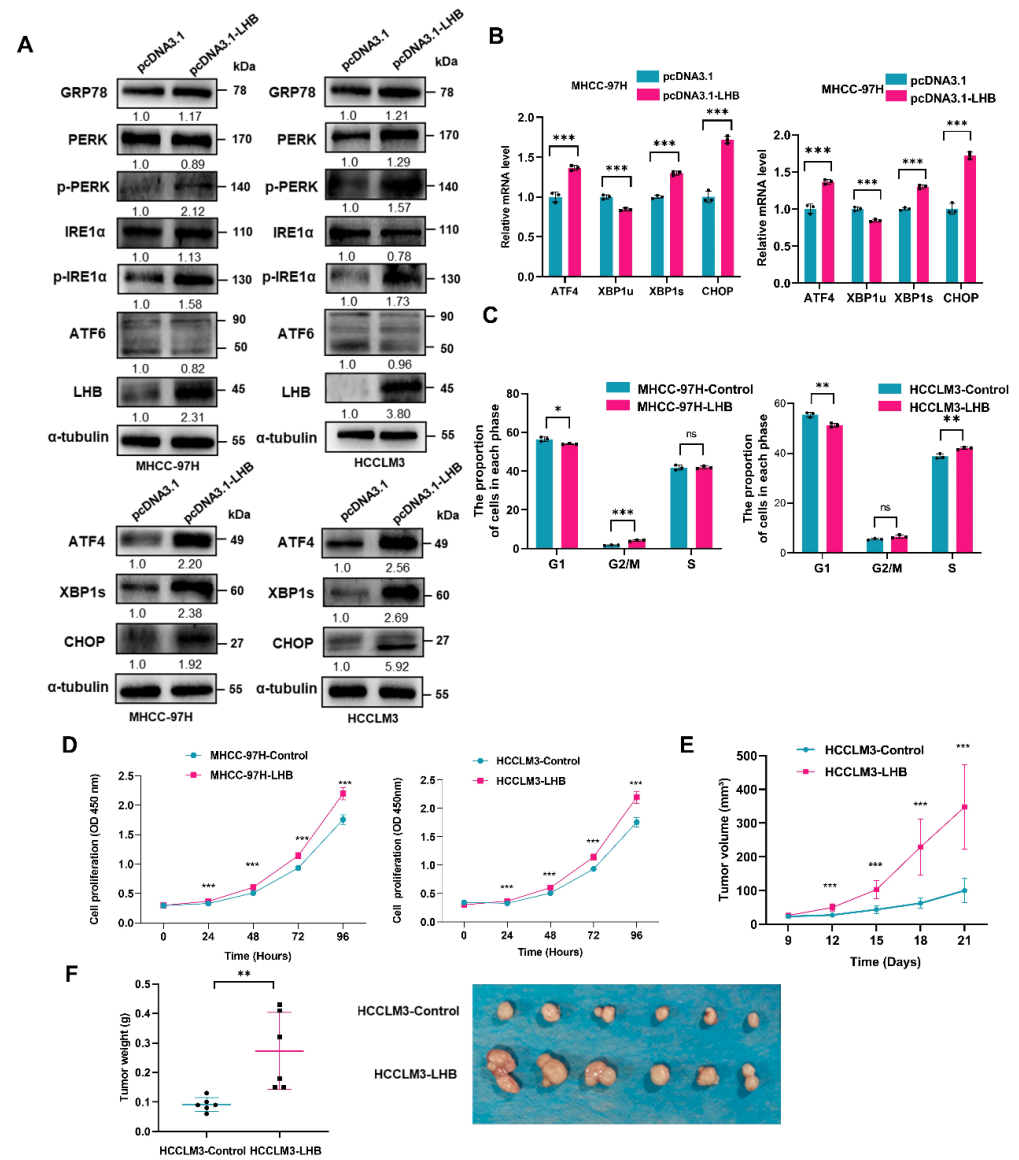 A
pcDNA3.1 pcDNA3.1-LHB kDa
GRP78 78
1.0 1.17
PERK 170
1.0 0.89
p-PERK 140
1.0 2.12
IRE1α 110
1.0 1.13
p-IRE1α 130
1.0 1.58
ATF6 90
50
1.0 0.82
LHB 45
1.0 2.31
α-tubulin 55
MHCC-97H
pcDNA3.1 pcDNA3.1-LHB kDa
GRP78 78
1.0 1.21
PERK 170
1.0 1.29
p-PERK 140
1.0 1.57
IRE1α 110
1.0 0.78
p-IRE1α 130
1.0 1.73
ATF6 90
50
1.0 0.96
LHB 45
1.0 3.80
α-tubulin 55
HCCLM3
pcDNA3.1 pcDNA3.1-LHB kDa
ATF4 49
1.0 2.20
XBP1s 60
1.0 2.38
CHOP 27
1.0 1.92
α-tubulin 55
MHCC-97H
pcDNA3.1 pcDNA3.1-LHB kDa
ATF4 49
1.0 2.56
XBP1s 60
1.0 2.69
CHOP 27
1.0 5.92
α-tubulin 55
HCCLM3
B
MHCC-97H
pcDNA3.1
pcDNA3.1-LHB
Relative mRNA level
2.0
1.5
1.0
0.5
0.0
*** *** *** ***
ATF4 XBP1u XBP1s CHOP
MHCC-97H
pcDNA3.1
pcDNA3.1-LHB
Relative mRNA level
2.0
1.5
1.0
0.5
0.0
*** *** *** ***
ATF4 XBP1u XBP1s CHOP
C
MHCC-97H-Control
MHCC-97H-LHB
The proportion
of cells in each phase
80
60
40
20
0
* *** ns
G1 G2/M S
HCCLM3-Control
HCCLM3-LHB
The proportion
of cells in each phase
60
50
40
30
20
10
0
** ns **
G1 G2/M S
D
MHCC-97H-Control
MHCC-97H-LHB
Cell proliferation (OD 450 nm)
2.5
2.0
1.5
1.0
0.5
0.0
*** *** *** ***
0 24 48 72 96
Time (Hours)
HCCLM3-Control
HCCLM3-LHB
Cell proliferation (OD 450nm)
2.5
2.0
1.5
1.0
0.5
0.0
*** *** *** ***
0 24 48 72 96
Time (Hours)
E
HCCLM3-Control
HCCLM3-LHB
Tumor volume (mm³)
500
400
300
200
100
0
*** *** *** ***
9 12 15 18 21
Time (Days)
F
Tumor weight (g)
0.5
0.4
0.3
0.2
0.1
0.0
**
HCCLM3-Control HCCLM3-LHB
HCCLM3-Control
HCCLM3-LHB